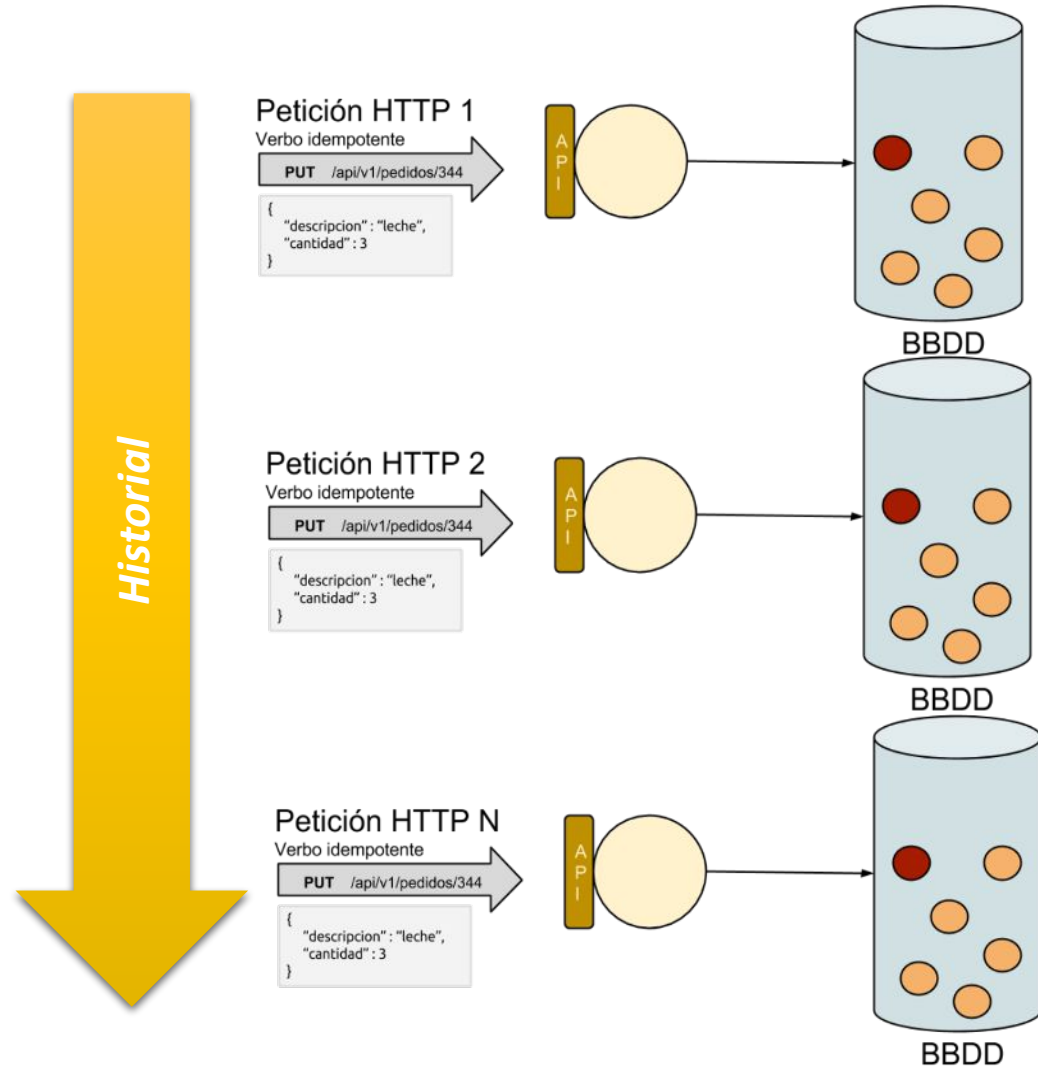 Historial
Petición HTTP 1
Verbo idempotente
PUT /api/v1/pedidos/344
{
“descripcion” : “leche”,
“cantidad” : 3
}
API
BBDD
Petición HTTP 2
Verbo idempotente
PUT /api/v1/pedidos/344
{
“descripcion” : “leche”,
“cantidad” : 3
}
API
BBDD
Petición HTTP N
Verbo idempotente
PUT /api/v1/pedidos/344
{
“descripcion” : “leche”,
“cantidad” : 3
}
API
BBDD